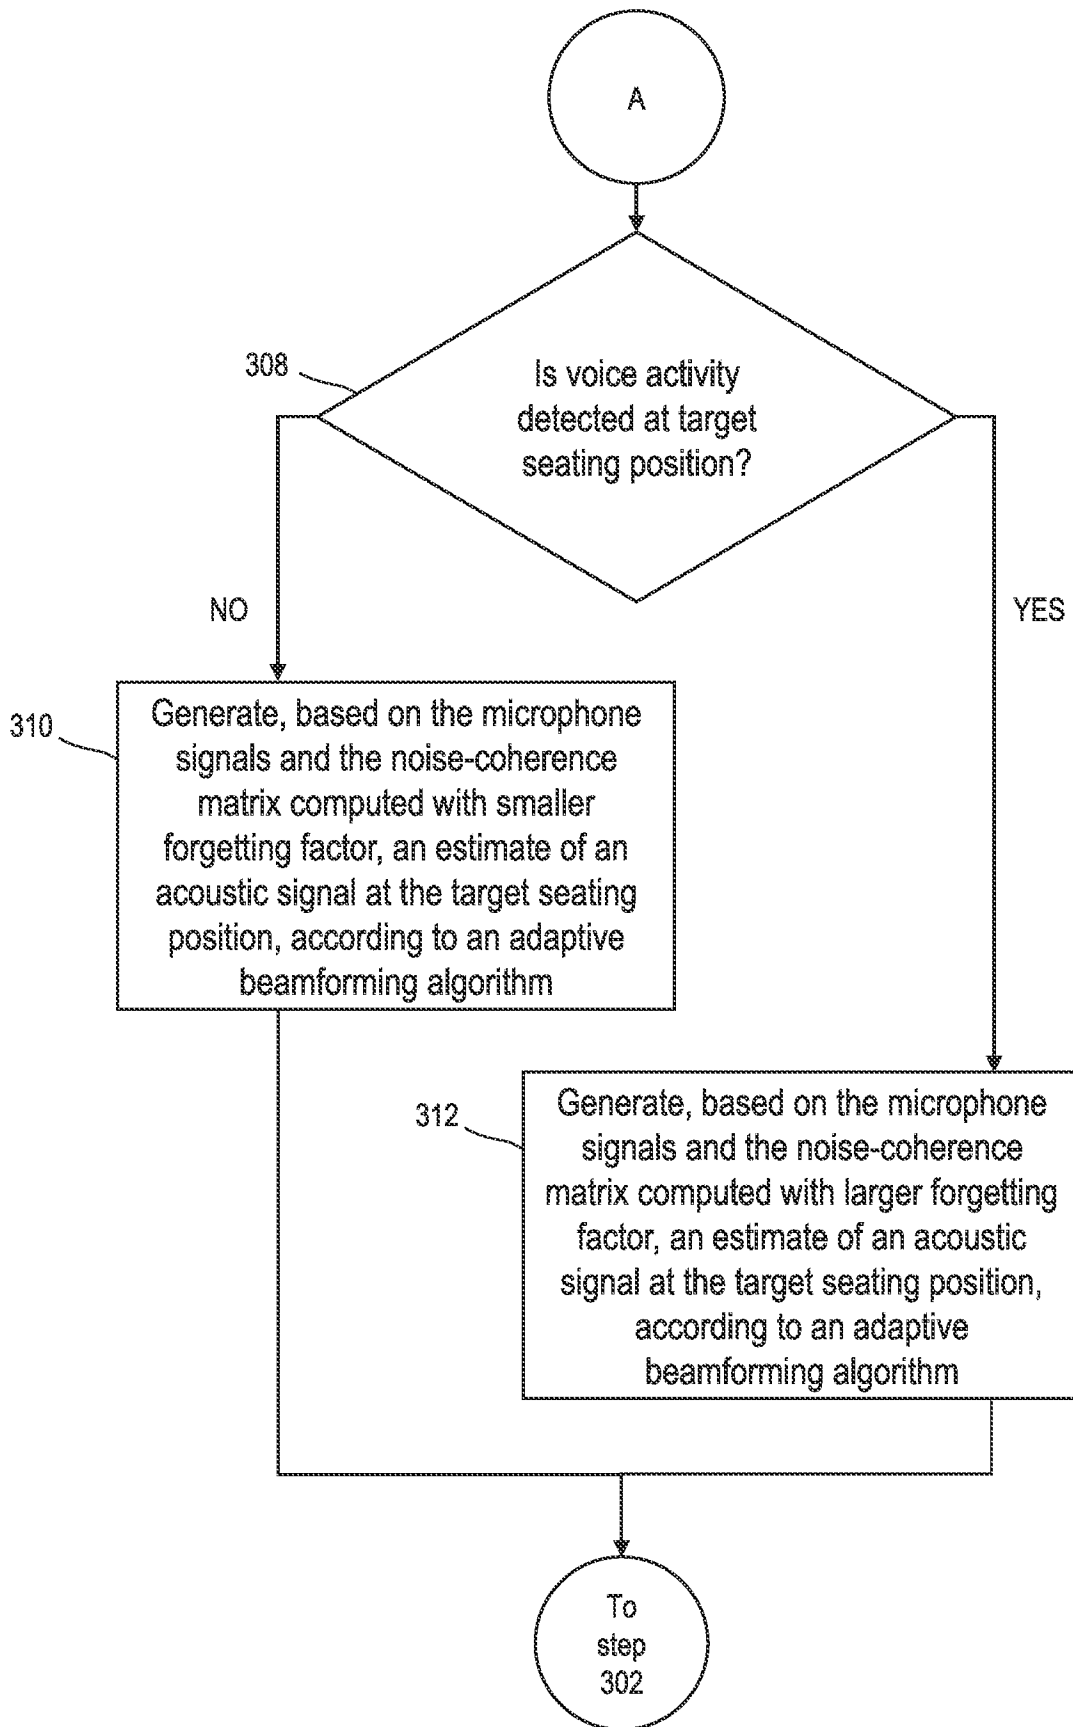 A
308
Is voice activity
detected at target
seating position?
NO
YES
310
Generate, based on the microphone
signals and the noise-coherence
matrix computed with smaller
forgetting factor, an estimate of an
acoustic signal at the target seating
position, according to an adaptive
beamforming algorithm
312
Generate, based on the microphone
signals and the noise-coherence
matrix computed with larger forgetting
factor, an estimate of an acoustic
signal at the target seating position,
according to an adaptive
beamforming algorithm
To
step
302